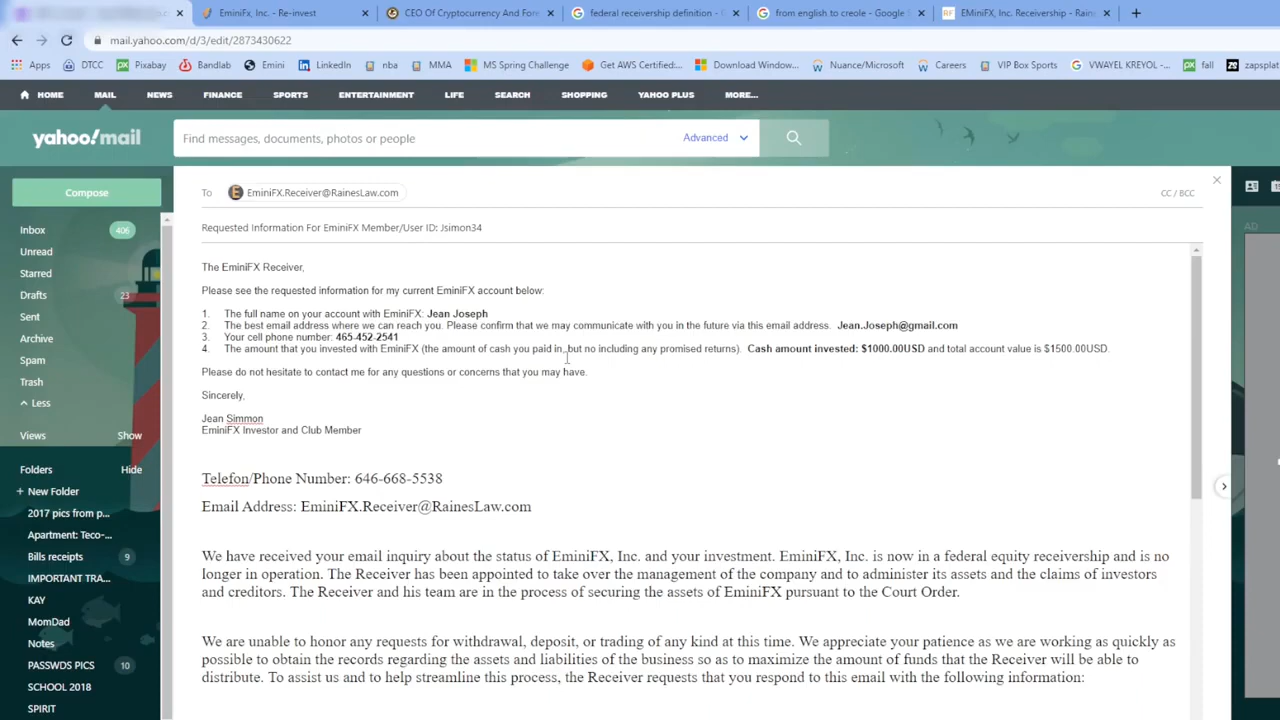 EminiFx, Inc. - Re-invest
CEO Of Cryptocurrency And Fore
federal receivership definition -
from english to creole - Google S
EMiniFX, Inc. Receivership - Rain
mail.yahoo.com/d/3/edit/2873430622
Apps DTCC Pixabay Bandlab Emini LinkedIn nba MMA MS Spring Challenge Get AWS Certified:... Download Window... Nuance/Microsoft Careers VIP Box Sports VWAYEL KREYOL -... fall zapsplat
HOME MAIL NEWS FINANCE SPORTS ENTERTAINMENT LIFE SEARCH SHOPPING YAHOO PLUS MORE...
yahoo!mail
Find messages, documents, photos or people
Advanced
Compose
Inbox 406
Unread
Starred
Drafts 23
Sent
Archive
Spam
Trash
Less
Views Show
Folders Hide
+ New Folder
2017 pics from p...
Apartment: Teco-...
Bills receipts 9
IMPORTANT TRA...
KAY
MomDad
Notes
PASSWDS PICS 10
SCHOOL 2018
SPIRIT
To EminiFX.Receiver@RainesLaw.com
CC / BCC
Requested Information For EminiFX Member/User ID: Jsimon34
The EminiFX Receiver,
Please see the requested information for my current EminiFX account below:
1. The full name on your account with EminiFX: Jean Joseph
2. The best email address where we can reach you. Please confirm that we may communicate with you in the future via this email address. Jean.Joseph@gmail.com
3. Your cell phone number: 465-452-2541
4. The amount that you invested with EminiFX (the amount of cash you paid in, but no including any promised returns). Cash amount invested: $1000.00USD and total account value is $1500.00USD.
Please do not hesitate to contact me for any questions or concerns that you may have.
Sincerely,
Jean Simmon
EminiFX Investor and Club Member
Telefon/Phone Number: 646-668-5538
Email Address: EminiFX.Receiver@RainesLaw.com
We have received your email inquiry about the status of EminiFX, Inc. and your investment. EminiFX, Inc. is now in a federal equity receivership and is no
longer in operation. The Receiver has been appointed to take over the management of the company and to administer its assets and the claims of investors
and creditors. The Receiver and his team are in the process of securing the assets of EminiFX pursuant to the Court Order.
We are unable to honor any requests for withdrawal, deposit, or trading of any kind at this time. We appreciate your patience as we are working as quickly as
possible to obtain the records regarding the assets and liabilities of the business so as to maximize the amount of funds that the Receiver will be able to
distribute. To assist us and to help streamline this process, the Receiver requests that you respond to this email with the following information:
AD